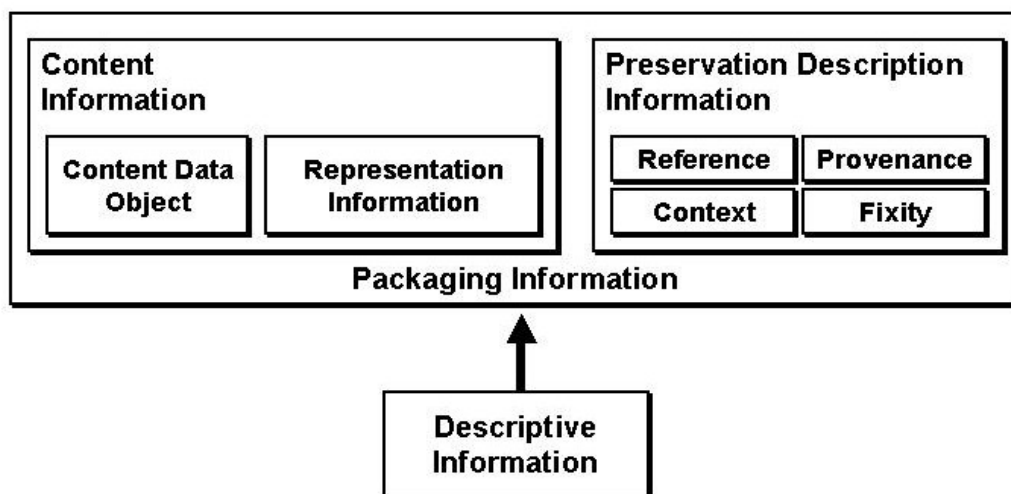 Content
Information
Content Data
Object
Representation
Information
Preservation Description
Information
Reference
Provenance
Context
Fixity
Packaging Information
Descriptive
Information